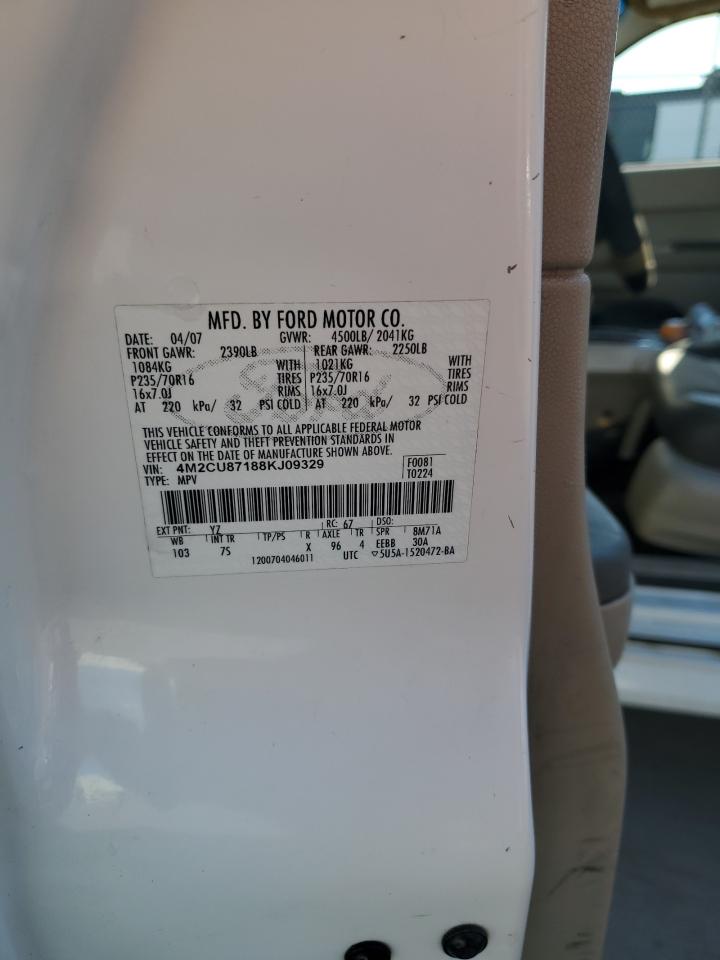 MFD. BY FORD MOTOR CO.
DATE: 04/07 GVWR: 4500LB/ 2041KG
FRONT GAWR: 2390LB REAR GAWR: 2250LB
1084KG WITH 1021KG WITH
P235/70R16 TIRES P235/70R16 TIRES
16x7.0J RIMS 16x7.0J RIMS
AT 220 kPa/ 32 PSI COLD AT 220 kPa/ 32 PSI COLD
THIS VEHICLE CONFORMS TO ALL APPLICABLE FEDERAL MOTOR
VEHICLE SAFETY AND THEFT PREVENTION STANDARDS IN
EFFECT ON THE DATE OF MANUFACTURE SHOWN ABOVE.
VIN: 4M2CU87188KJ09329 F0081
TYPE: MPV T0224
EXT PNT: YZ RC: 67 DSO:
WB INT TR TP/PS R AXLE TR SPR 8M71A
103 7S X 96 4 EEBB 30A
1200704046011 UTC ▽5U5A-1520472-BA
Ford